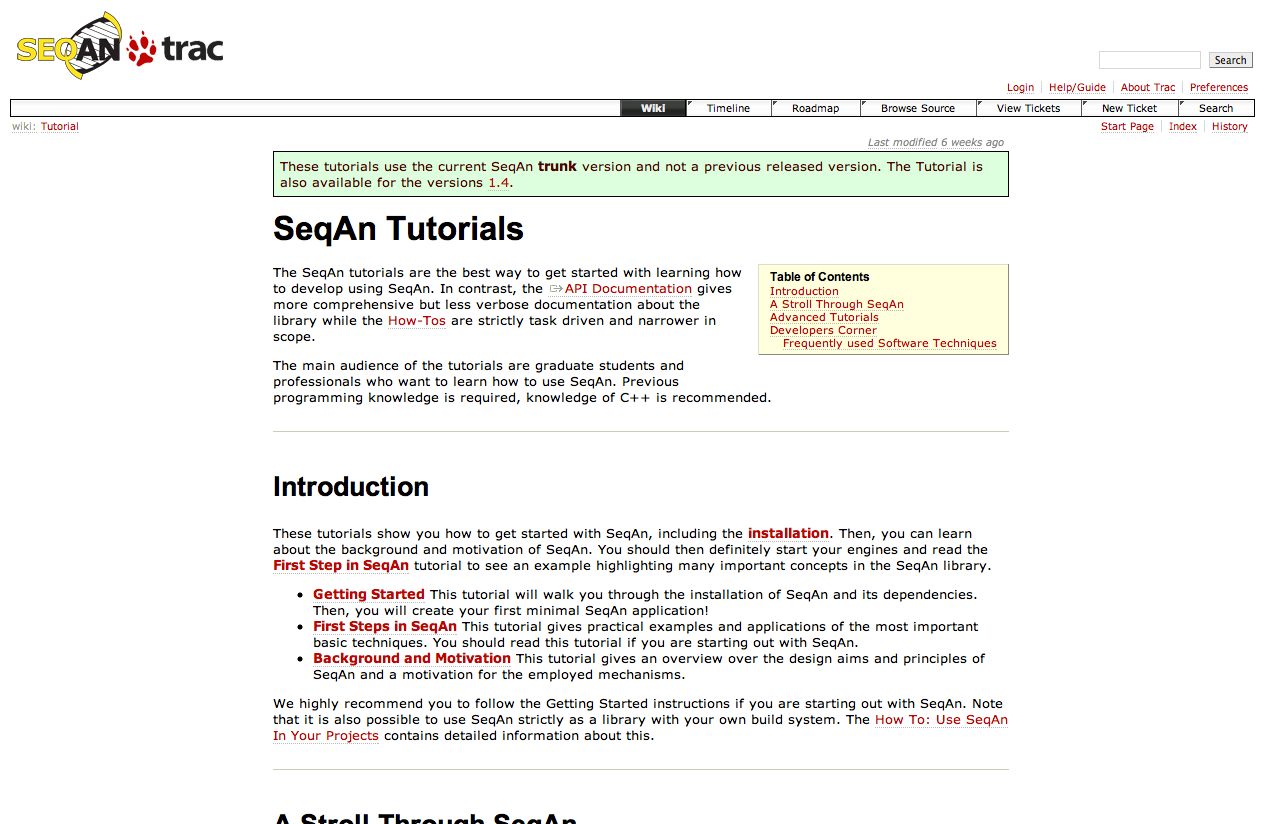 SEQAN trac
Search
Login Help/Guide About Trac Preferences
Wiki Timeline Roadmap Browse Source View Tickets New Ticket Search
wiki: Tutorial
Start Page Index History
Last modified 6 weeks ago
These tutorials use the current SeqAn trunk version and not a previous released version. The Tutorial is
also available for the versions 1.4.
SeqAn Tutorials
The SeqAn tutorials are the best way to get started with learning how
to develop using SeqAn. In contrast, the API Documentation gives
more comprehensive but less verbose documentation about the
library while the How-Tos are strictly task driven and narrower in
scope.
Table of Contents
Introduction
A Stroll Through SeqAn
Advanced Tutorials
Developers Corner
Frequently used Software Techniques
The main audience of the tutorials are graduate students and
professionals who want to learn how to use SeqAn. Previous
programming knowledge is required, knowledge of C++ is recommended.
Introduction
These tutorials show you how to get started with SeqAn, including the installation. Then, you can learn
about the background and motivation of SeqAn. You should then definitely start your engines and read the
First Step in SeqAn tutorial to see an example highlighting many important concepts in the SeqAn library.
• Getting Started This tutorial will walk you through the installation of SeqAn and its dependencies.
Then, you will create your first minimal SeqAn application!
• First Steps in SeqAn This tutorial gives practical examples and applications of the most important
basic techniques. You should read this tutorial if you are starting out with SeqAn.
• Background and Motivation This tutorial gives an overview over the design aims and principles of
SeqAn and a motivation for the employed mechanisms.
We highly recommend you to follow the Getting Started instructions if you are starting out with SeqAn. Note
that it is also possible to use SeqAn strictly as a library with your own build system. The How To: Use SeqAn
In Your Projects contains detailed information about this.
A Stroll Through SeqAn